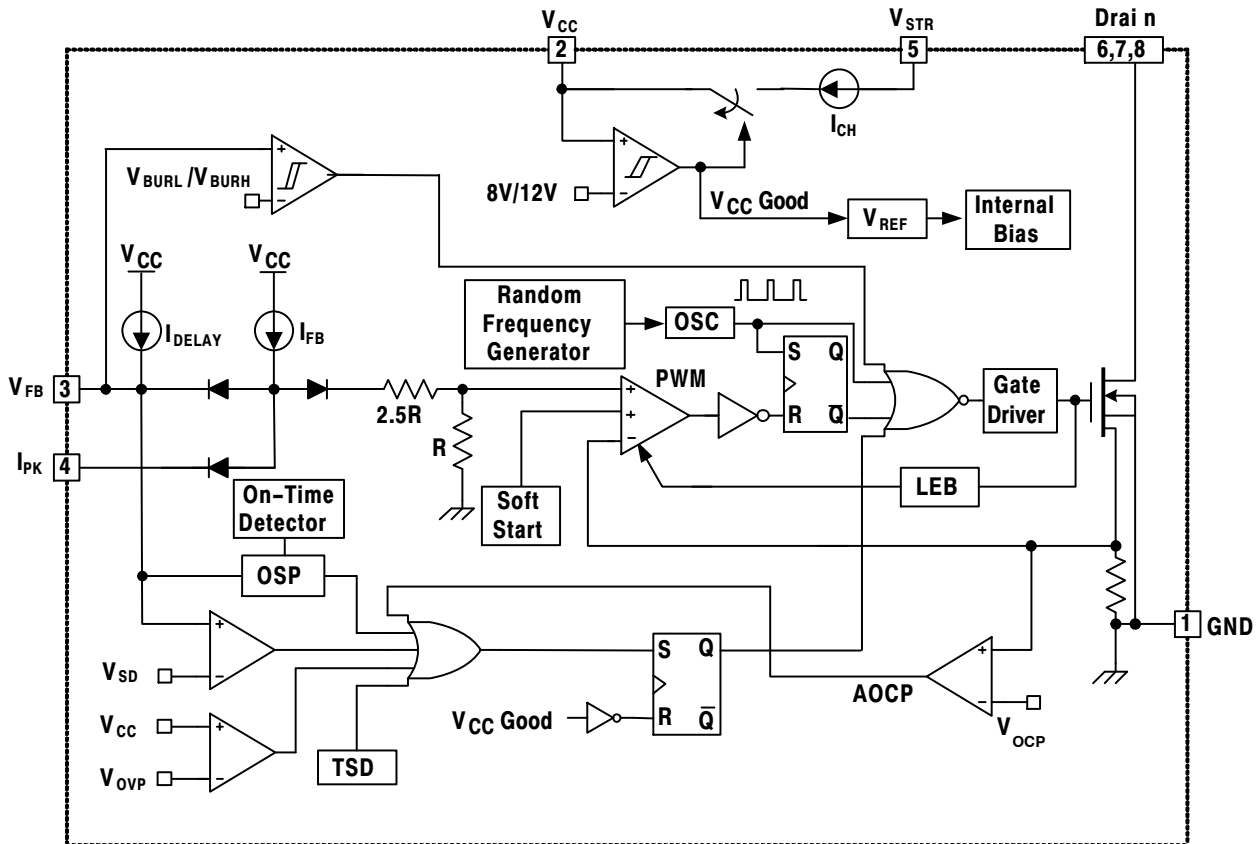 VCC
VSTR
Drai n
2
5
6,7,8
ICH
+
VBURL /VBURH
−
+
8V/12V
−
VCC Good
VREF
Internal
Bias
VCC
VCC
IDELAY
IFB
Random
Frequency
Generator
OSC
S Q
R Q̅
PWM
+
+
−
VFB 3
2.5R
R
Gate
Driver
IPK 4
LEB
On−Time
Detector
Soft
Start
OSP
+
VSD
−
S Q
R Q̅
VCC Good
+
AOCP
−
VOCP
1 GND
VCC
+
VOVP
−
TSD